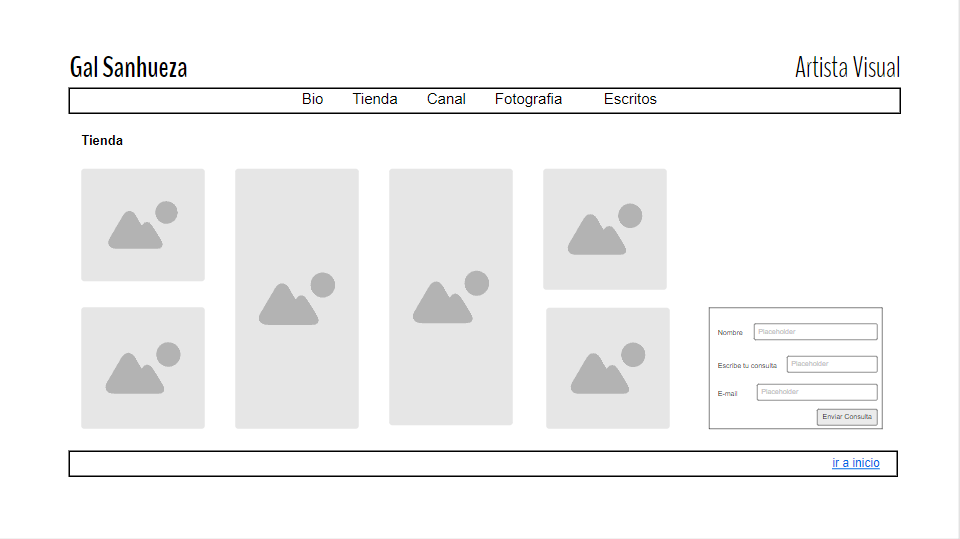 Gal Sanhueza
Artista Visual
Bio Tienda Canal Fotografia Escritos
Tienda
Nombre Placeholder
Escribe tu consulta Placeholder
E-mail Placeholder
Enviar Consulta
ir a inicio